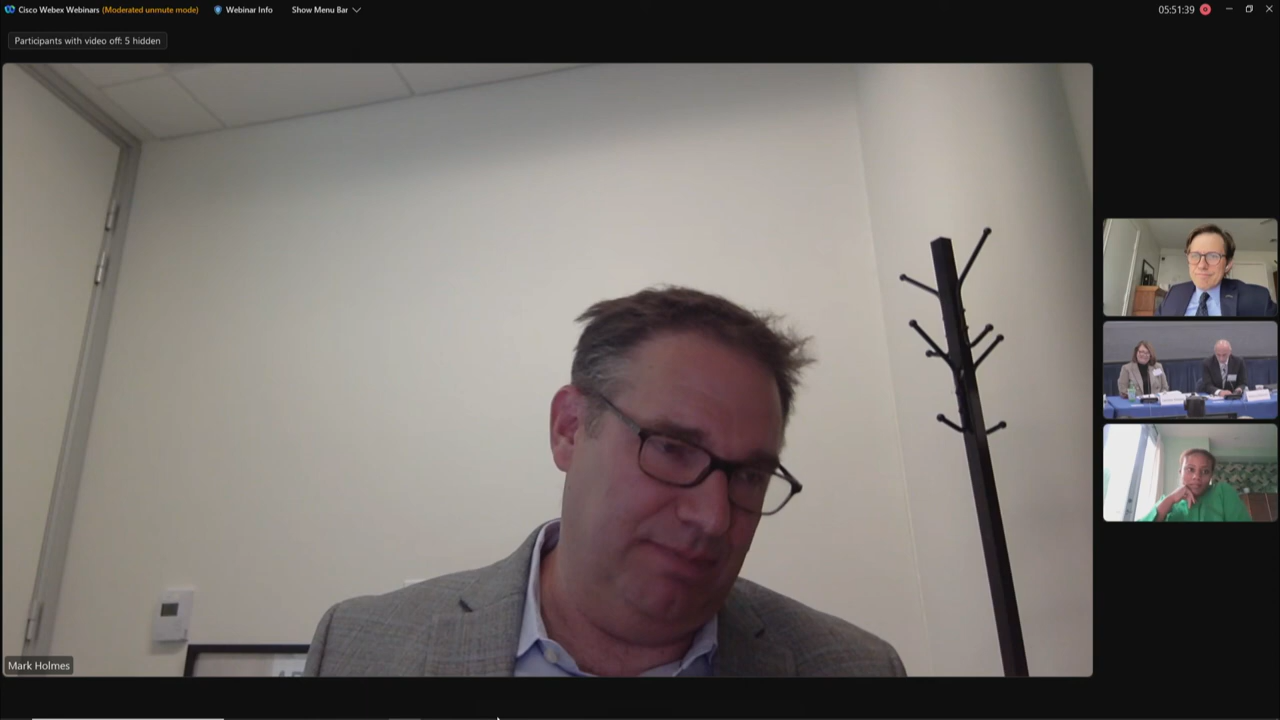 Cisco Webex Webinars (Moderated unmute mode) Webinar Info Show Menu Bar 05:51:39
Participants with video off: 5 hidden
Mark Holmes